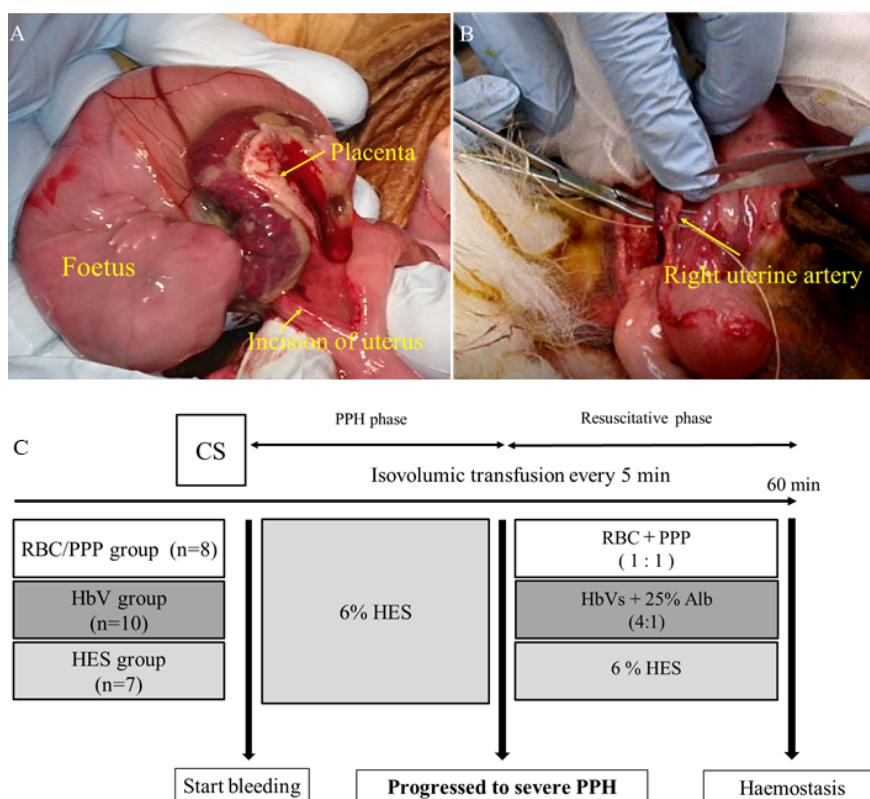 A
Placenta
Foetus
Incision of uterus
B
Right uterine artery
C
CS
PPH phase
Resuscitative phase
Isovolumic transfusion every 5 min
60 min
RBC/PPP group (n=8)
HbV group
(n=10)
HES group
(n=7)
6% HES
RBC + PPP
( 1 : 1 )
HbVs + 25% Alb
(4:1)
6 % HES
Start bleeding
Progressed to severe PPH
Haemostasis